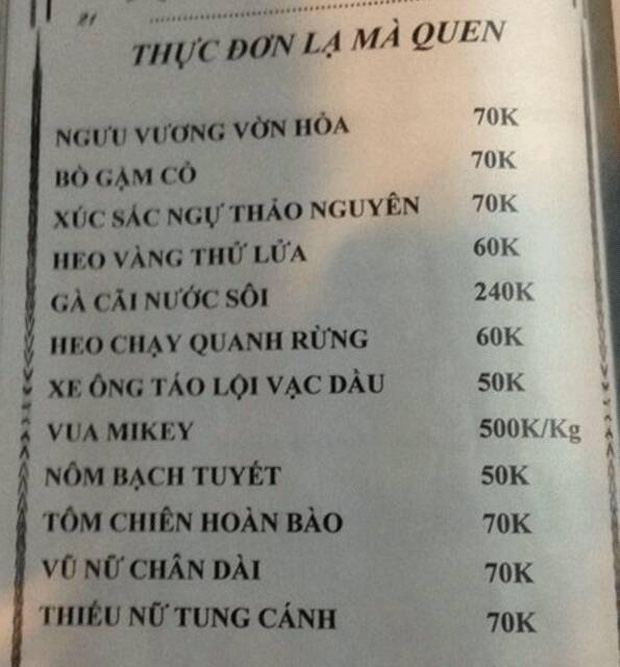 21
THỰC ĐƠN LẠ MÀ QUEN
NGƯU VƯƠNG VỜN HỎA 70K
BÒ GẶM CỎ 70K
XÚC SẮC NGỰ THẢO NGUYÊN 70K
HEO VÀNG THỬ LỬA 60K
GÀ CÃI NƯỚC SÔI 240K
HEO CHẠY QUANH RỪNG 60K
XE ÔNG TÁO LỘI VẠC DẦU 50K
VUA MIKEY 500K/Kg
NỘM BẠCH TUYẾT 50K
TÔM CHIÊN HOÀN BÀO 70K
VŨ NỮ CHÂN DÀI 70K
THIẾU NỮ TUNG CÁNH 70K